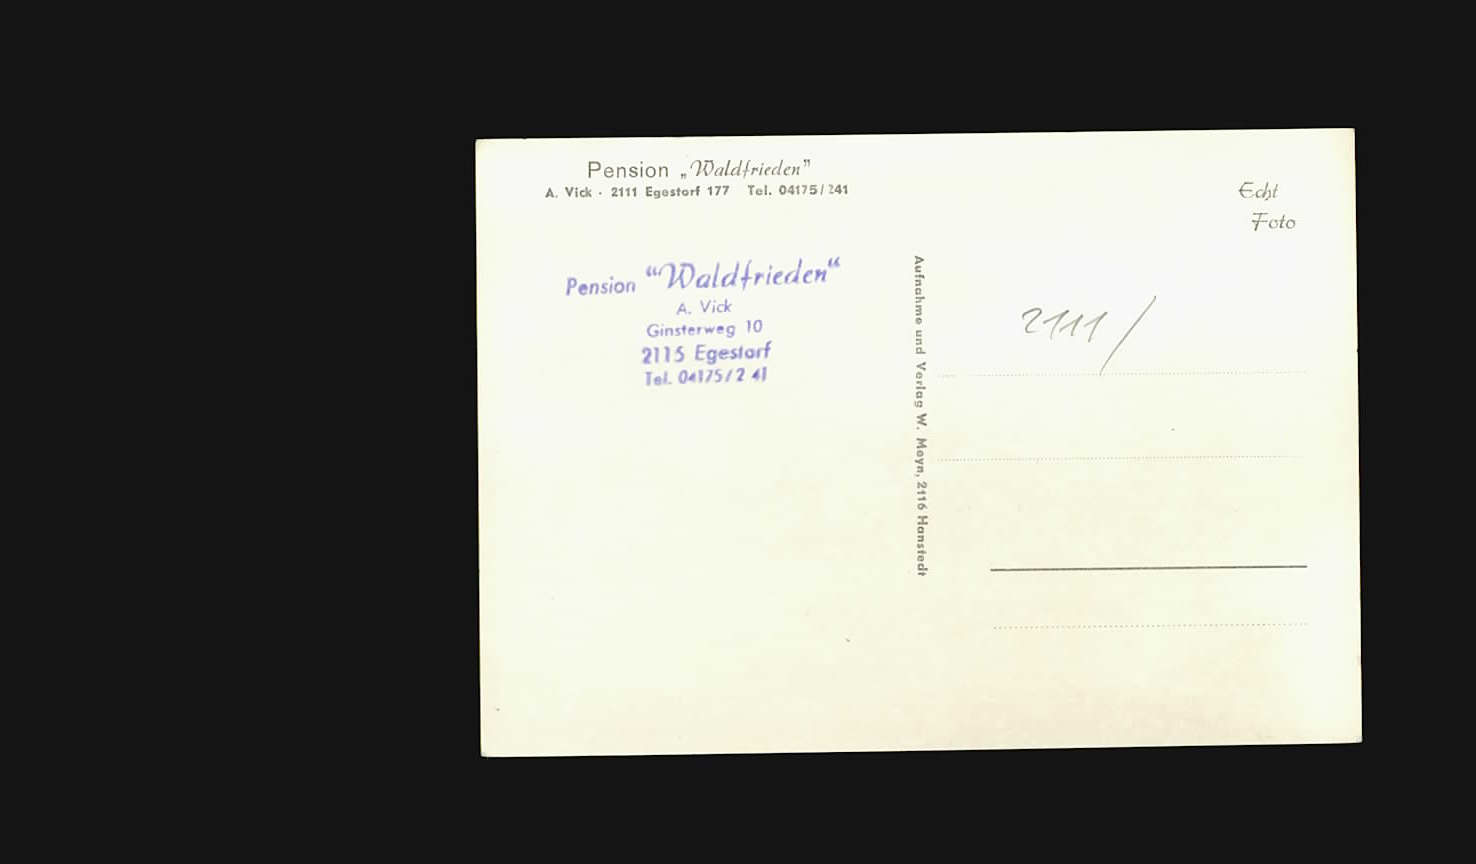 Pension „Waldfrieden”
A. Vick · 2111 Egestorf 177 Tel. 04175/241
Echt
Foto
Pension “Waldfrieden“
A. Vick
Ginsterweg 10
2115 Egestorf
Tel. 04175/2 41
Aufnahme und Verlag W. Meyn, 2116 Hanstedt
2111/